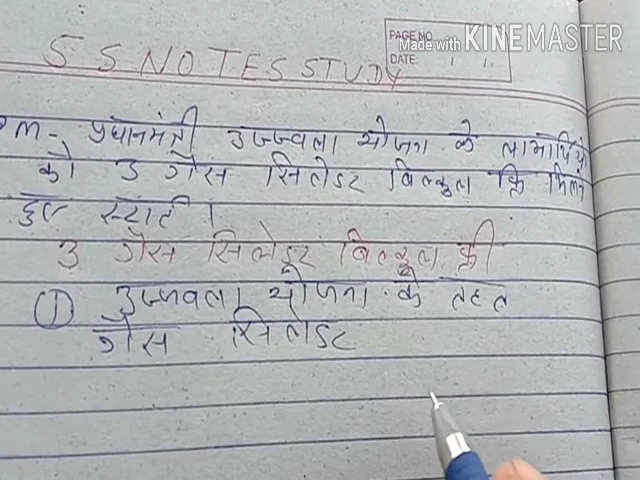 PAGE NO
Made with KINEMASTER
DATE: / /
S S NOTES STUDY
Pm - प्रधानमंत्री उज्ज्वला योजना के लाभार्थियों
को 3 गैस सिलेंडर बिल्कुल फ्रि मिलने
हुए स्टार्ट ।
3 गैस सिलेंडर बिल्कुल फ्री
① उज्जवला योजना के तहत
गैस सिलेंडर